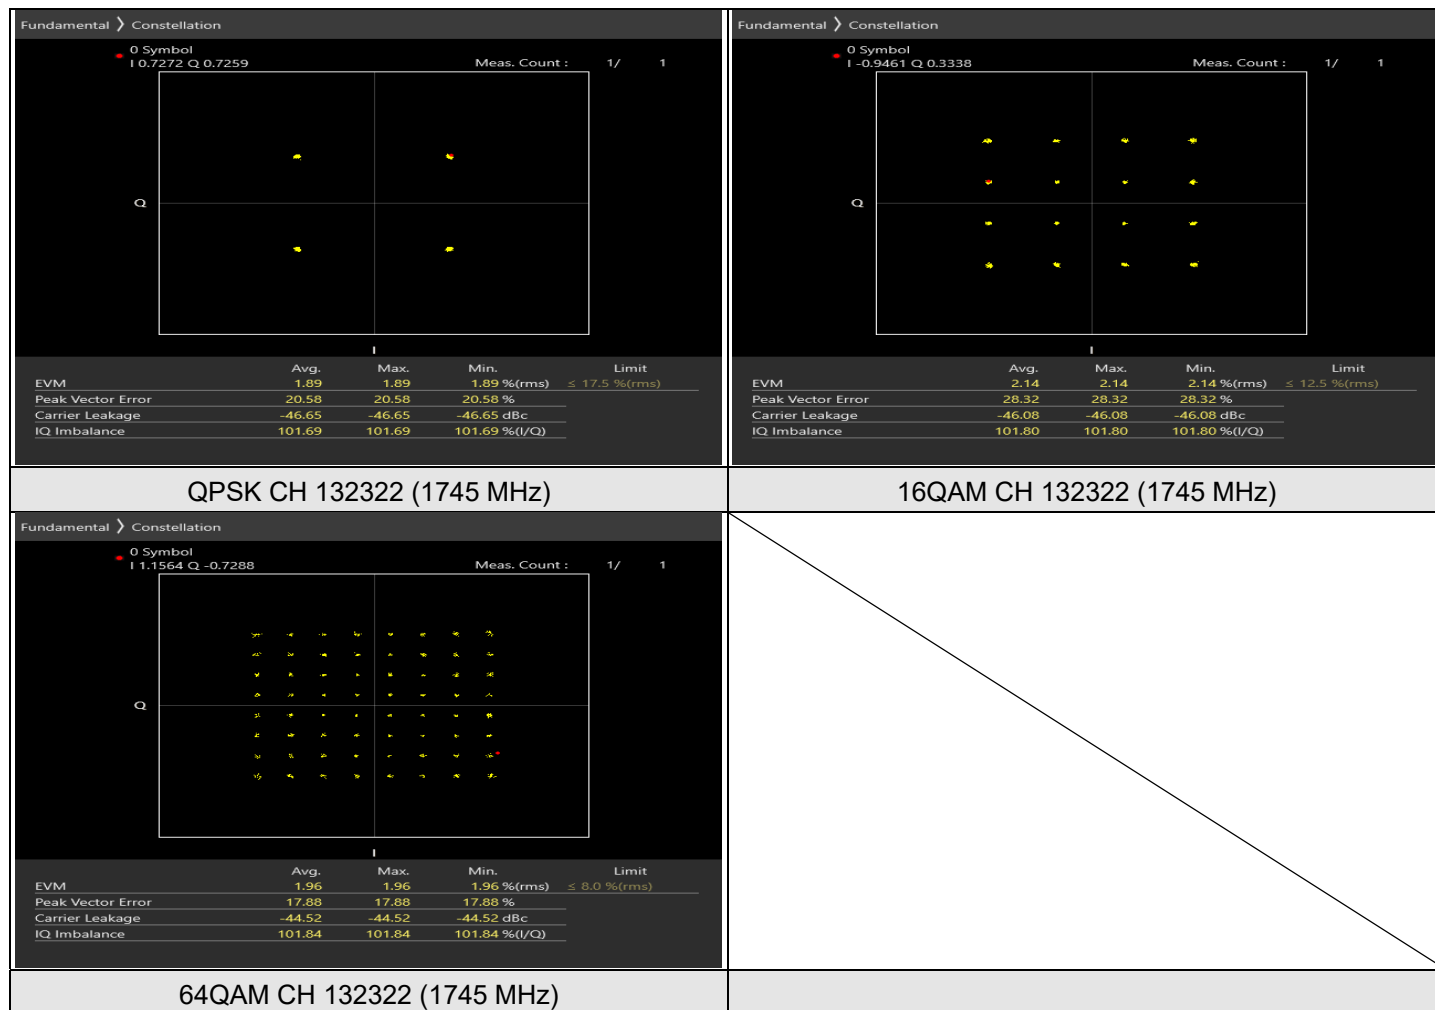 Fundamental ❯ Constellation
0 Symbol
I 0.7272 Q 0.7259 Meas. Count : 1/ 1
Q
I
Avg. Max. Min. Limit
EVM 1.89 1.89 1.89 %(rms) ≤ 17.5 %(rms)
Peak Vector Error 20.58 20.58 20.58 %
Carrier Leakage -46.65 -46.65 -46.65 dBc
IQ Imbalance 101.69 101.69 101.69 %(I/Q)
QPSK CH 132322 (1745 MHz)
Fundamental ❯ Constellation
0 Symbol
I -0.9461 Q 0.3338 Meas. Count : 1/ 1
Q
I
Avg. Max. Min. Limit
EVM 2.14 2.14 2.14 %(rms) ≤ 12.5 %(rms)
Peak Vector Error 28.32 28.32 28.32 %
Carrier Leakage -46.08 -46.08 -46.08 dBc
IQ Imbalance 101.80 101.80 101.80 %(I/Q)
16QAM CH 132322 (1745 MHz)
Fundamental ❯ Constellation
0 Symbol
I 1.1564 Q -0.7288 Meas. Count : 1/ 1
Q
I
Avg. Max. Min. Limit
EVM 1.96 1.96 1.96 %(rms) ≤ 8.0 %(rms)
Peak Vector Error 17.88 17.88 17.88 %
Carrier Leakage -44.52 -44.52 -44.52 dBc
IQ Imbalance 101.84 101.84 101.84 %(I/Q)
64QAM CH 132322 (1745 MHz)